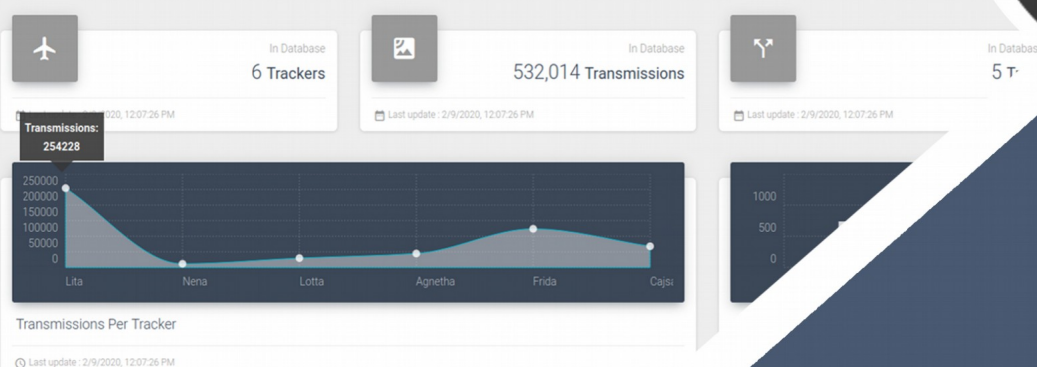 In Database
6 Trackers
In Database
532,014 Transmissions
In Databas
5 T
Last update : 2/9/2020, 12:07:26 PM
Last update : 2/9/2020, 12:07:26 PM
Last update : 2/9/2020, 12:07:26 PM
Transmissions:
254228
250000
200000
150000
100000
50000
0
Lita
Nena
Lotta
Agnetha
Frida
Cajsa
1000
500
0
Transmissions Per Tracker
Last update : 2/9/2020, 12:07:26 PM